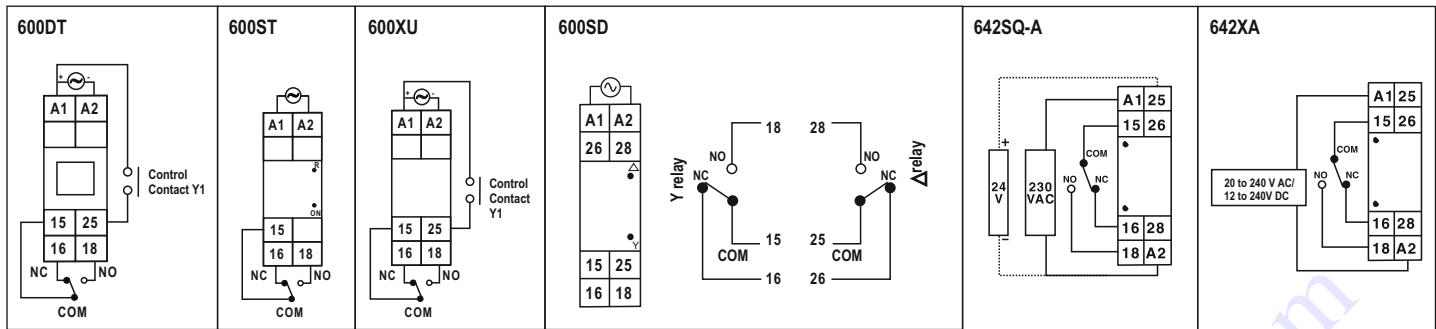 600DT
+ -
A1 A2
Control
Contact Y1
15 25
16 18
NC NO
COM
600ST
A1 A2
R
ON
15
16 18
NC NO
COM
600XU
+ -
A1 A2
Control
Contact
Y1
15 25
16 18
NC NO
COM
600SD
A1 A2
26 28
Δ
Y
15 25
16 18
18 28
NO NO
Y relay
NC NC
Δ relay
15 25
COM COM
16 26
642SQ-A
A1 25
15 26
+
COM
24
V
230
VAC
NO NC
16 28
18 A2
-
642XA
A1 25
15 26
COM
20 to 240 V AC/
12 to 240V DC
NO NC
16 28
18 A2